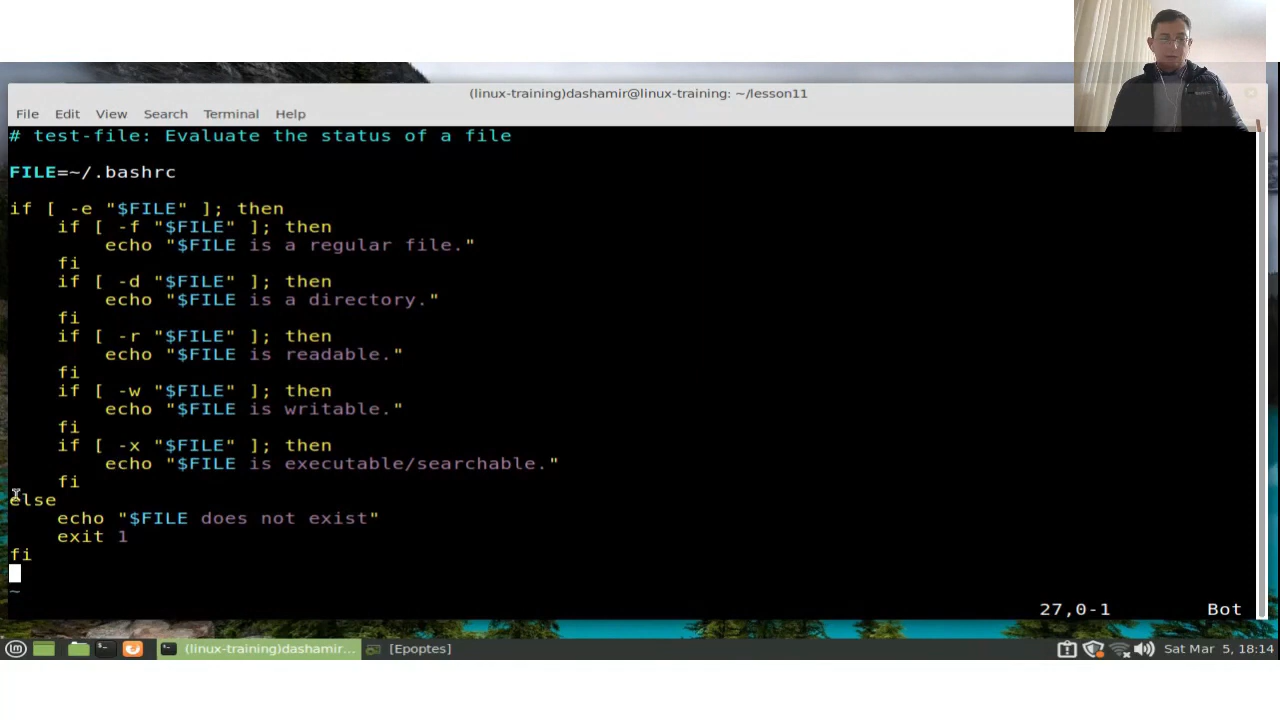 (linux-training)dashamir@linux-training: ~/lesson11
File Edit View Search Terminal Help
# test-file: Evaluate the status of a file
FILE=~/.bashrc
if [ -e "$FILE" ]; then
    if [ -f "$FILE" ]; then
        echo "$FILE is a regular file."
    fi
    if [ -d "$FILE" ]; then
        echo "$FILE is a directory."
    fi
    if [ -r "$FILE" ]; then
        echo "$FILE is readable."
    fi
    if [ -w "$FILE" ]; then
        echo "$FILE is writable."
    fi
    if [ -x "$FILE" ]; then
        echo "$FILE is executable/searchable."
    fi
else
    echo "$FILE does not exist"
    exit 1
fi
~
27,0-1 Bot
(linux-training)dashamir... [Epoptes] Sat Mar 5, 18:14